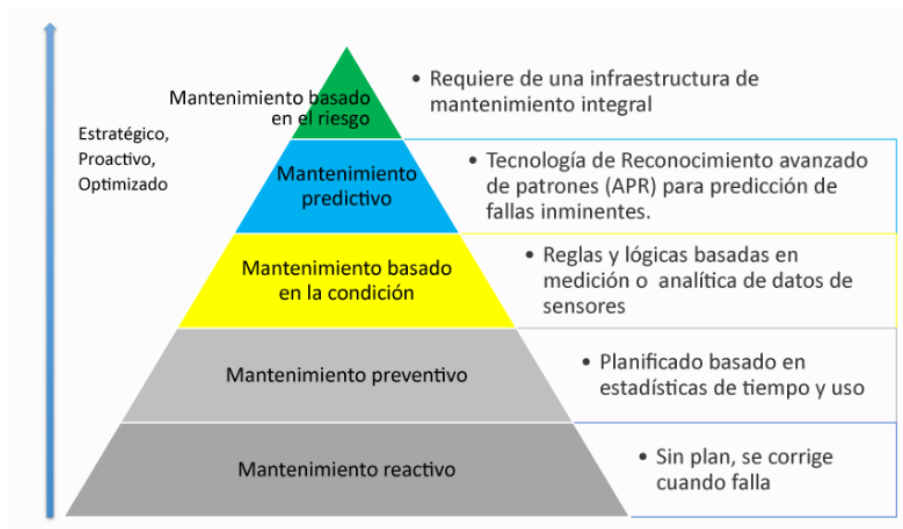 Estratégico,
Proactivo,
Optimizado
Mantenimiento basado
en el riesgo
• Requiere de una infraestructura de
mantenimiento integral
Mantenimiento
predictivo
• Tecnología de Reconocimiento avanzado
de patrones (APR) para predicción de
fallas inminentes.
Mantenimiento basado
en la condición
• Reglas y lógicas basadas en
medición o analítica de datos de
sensores
Mantenimiento preventivo
• Planificado basado en
estadísticas de tiempo y uso
Mantenimiento reactivo
• Sin plan, se corrige
cuando falla